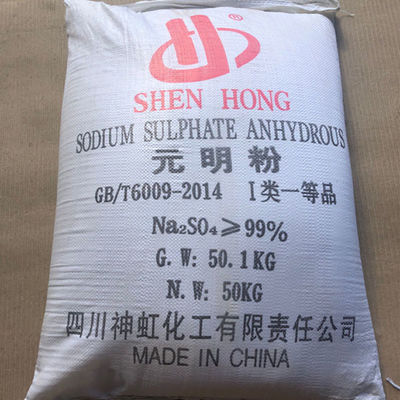 SHEN HONG
SODIUM SULPHATE ANHYDROUS
元明粉
GB/T6009-2014 I类一等品
Na₂SO₄≥99%
G.W: 50.1KG
N.W: 50KG
四川神虹化工有限责任公司
MADE IN CHINA